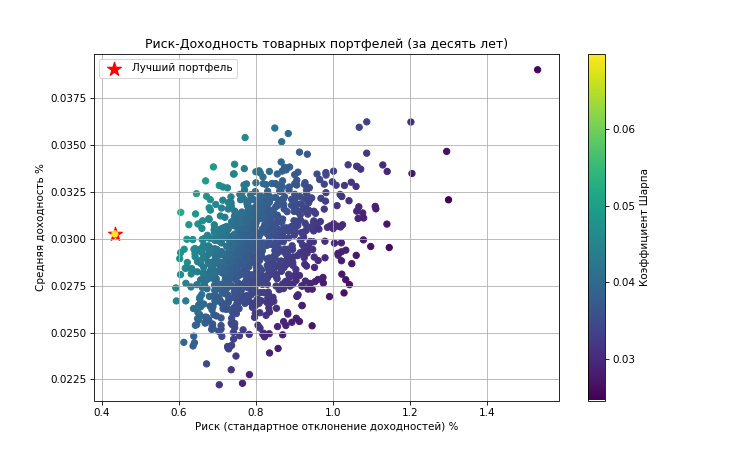 Риск-Доходность товарных портфелей (за десять лет)
Лучший портфель
Средняя доходность %
0.0375
0.0350
0.0325
0.0300
0.0275
0.0250
0.0225
0.4 0.6 0.8 1.0 1.2 1.4
Риск (стандартное отклонение доходностей) %
0.06
0.05
0.04
0.03
Коэффициент Шарпа